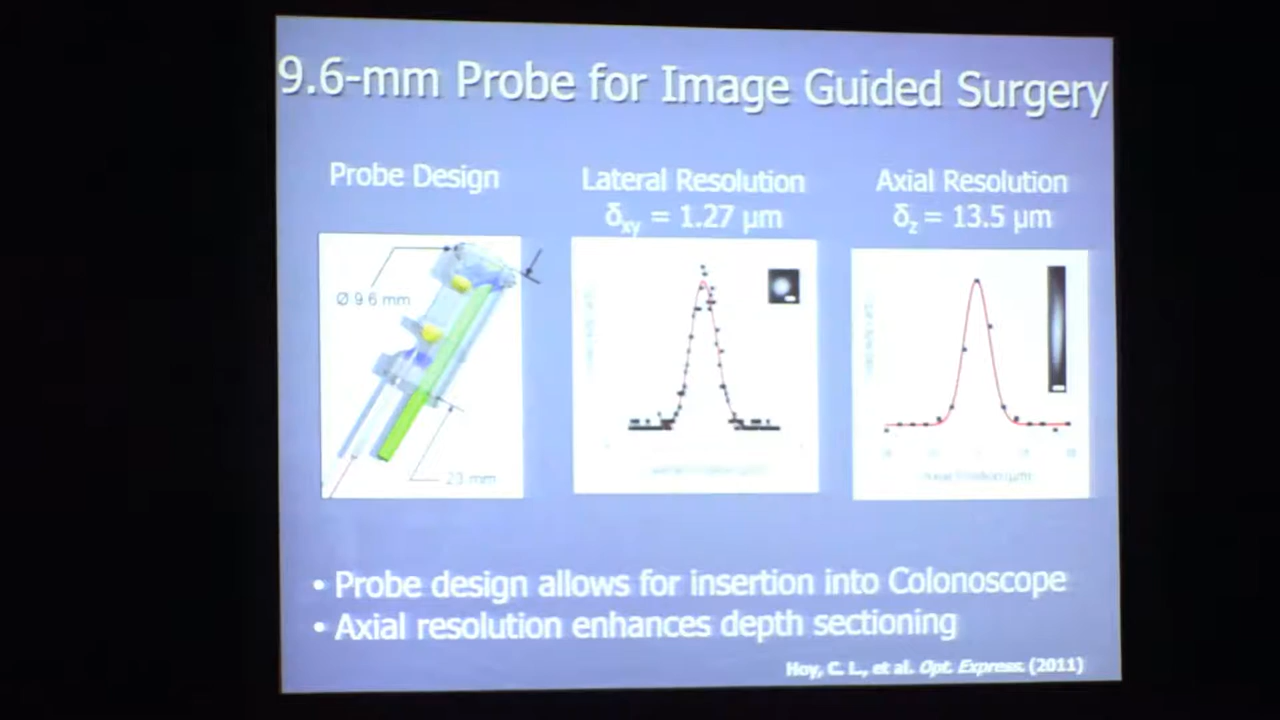 9.6-mm Probe for Image Guided Surgery
Probe Design
Lateral Resolution
δxy = 1.27 µm
Axial Resolution
δz = 13.5 µm
Ø 9.6 mm
23 mm
• Probe design allows for insertion into Colonoscope
• Axial resolution enhances depth sectioning
Hoy, C. L., et al. Opt. Express. (2011)